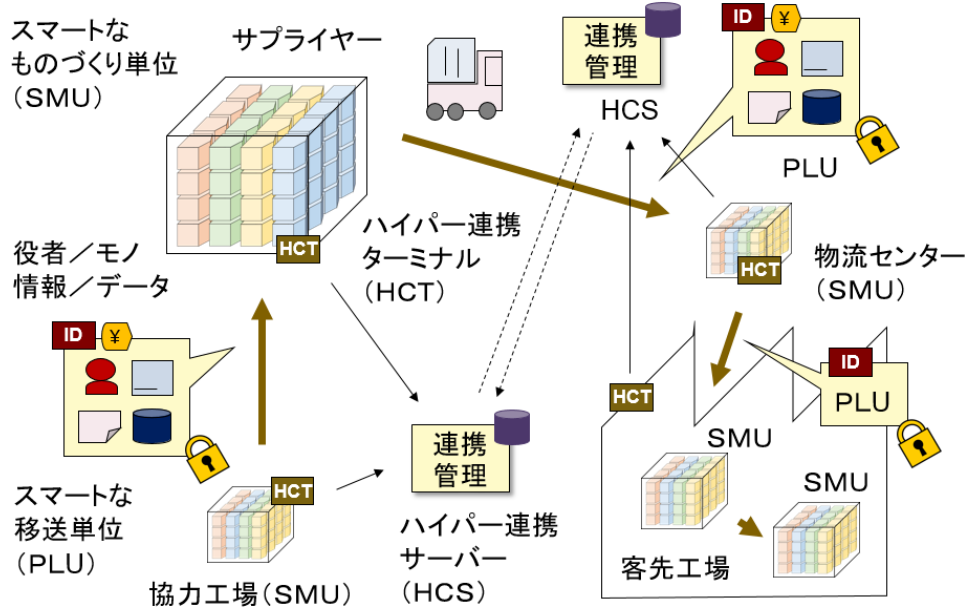 スマートな
ものづくり単位
(SMU)
サプライヤー
連携
管理
HCS
ID
¥
PLU
HCT
ハイパー連携
ターミナル
(HCT)
役者／モノ
情報／データ
ID
¥
HCT
物流センター
(SMU)
ID
PLU
HCT
SMU
SMU
客先工場
連携
管理
ハイパー連携
サーバー
(HCS)
スマートな
移送単位
(PLU)
HCT
協力工場(SMU)